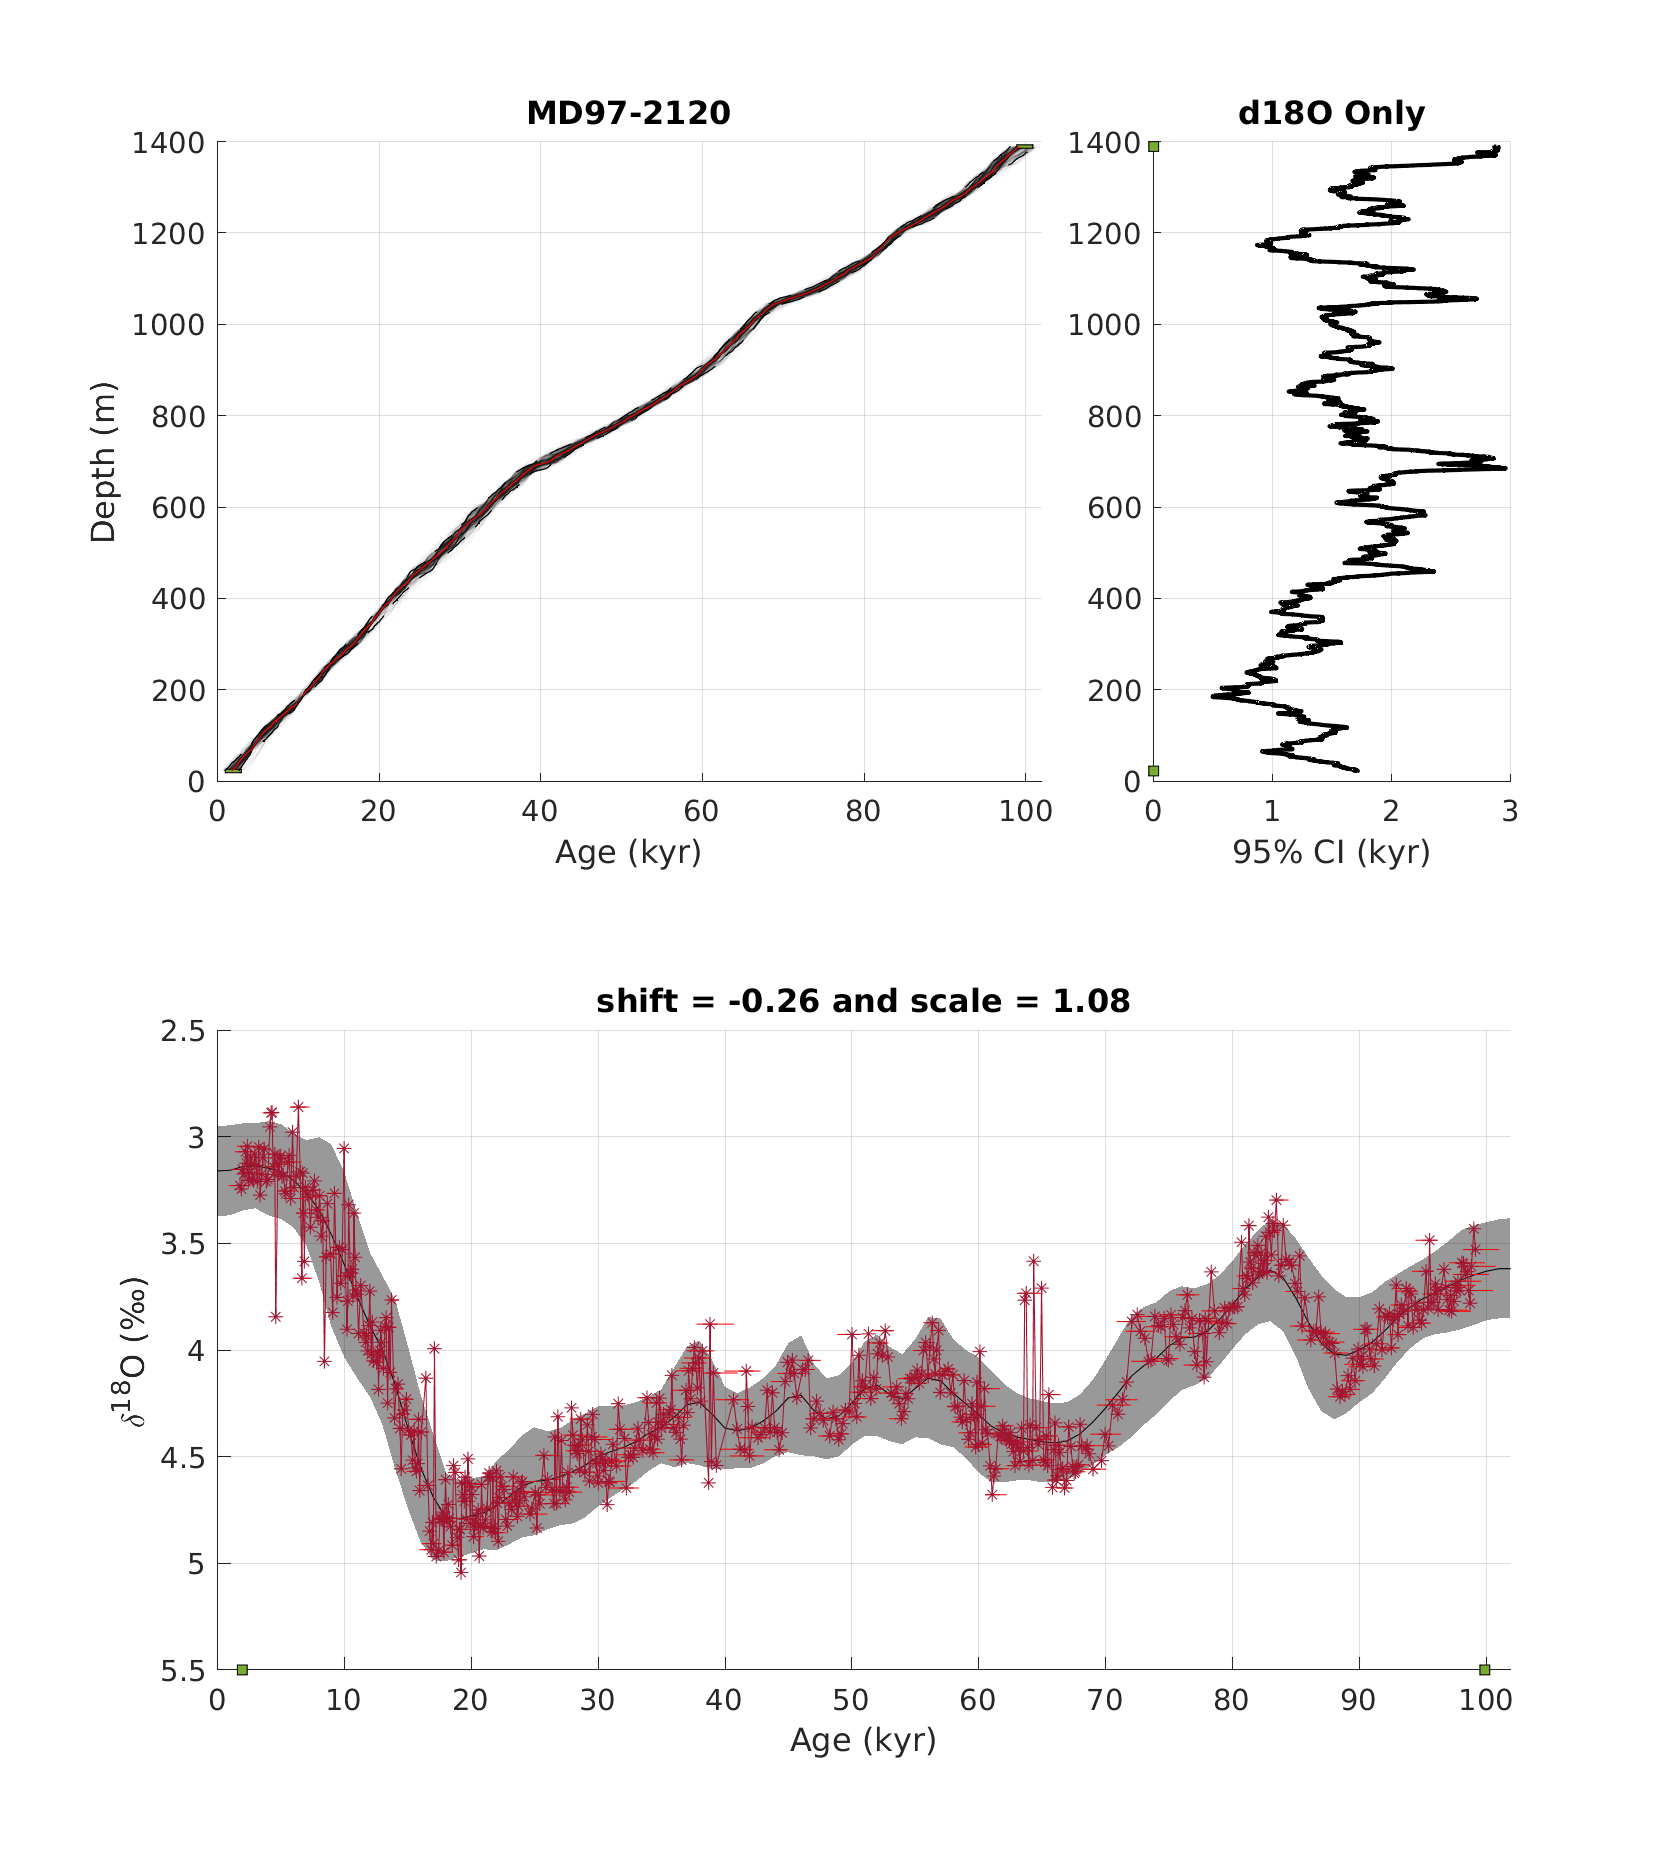 MD97-2120
1400
1200
1000
800
600
400
200
0
Depth (m)
0 20 40 60 80 100
Age (kyr)
d18O Only
1400
1200
1000
800
600
400
200
0
0 1 2 3
95% CI (kyr)
shift = -0.26 and scale = 1.08
2.5
3
3.5
4
4.5
5
5.5
δ18O (‰)
0 10 20 30 40 50 60 70 80 90 100
Age (kyr)